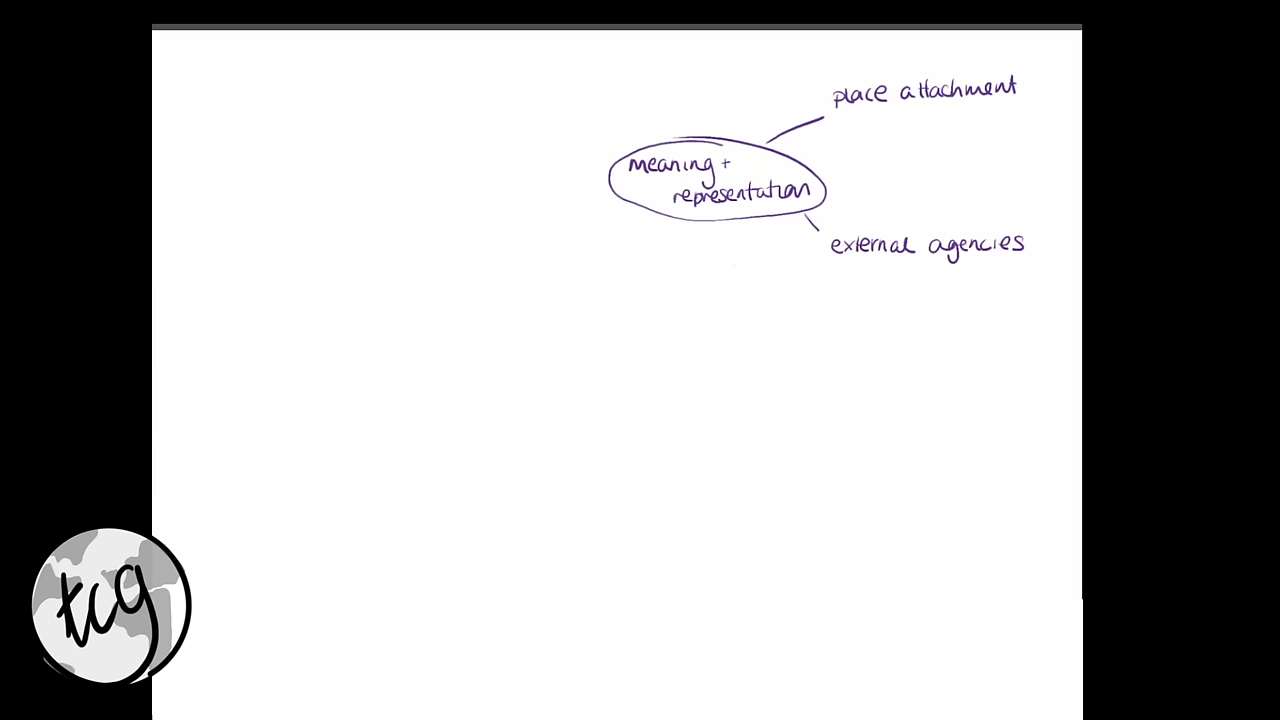 place attachment
meaning +
representation
external agencies
tcg